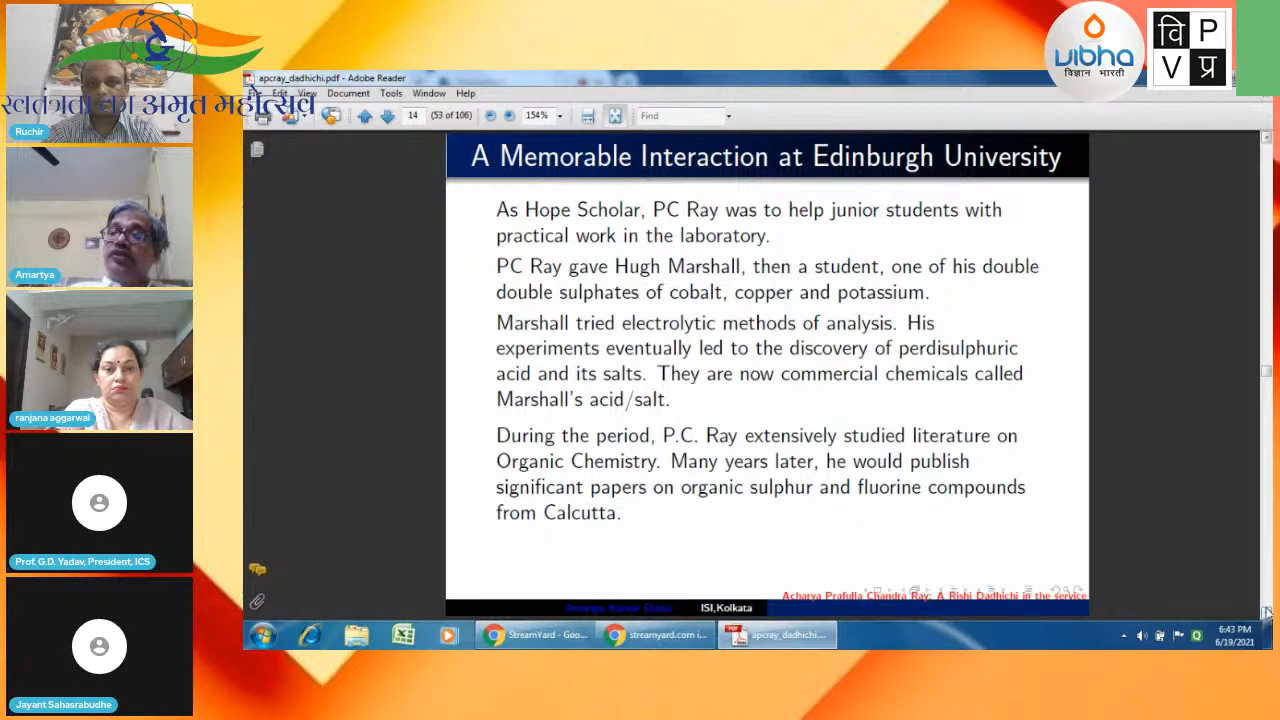 स्वतंत्रता का अमृत महोत्सव
Ruchir
Amartya
ranjana aggarwal
Prof. G.D. Yadav, President, ICS
Jayant Sahasrabudhe
vibha
विज्ञान भारती
वि P
V प्र
apcray_dadhichi.pdf - Adobe Reader
Edit View Document Tools Window Help
14 (53 of 106) 154% Find
A Memorable Interaction at Edinburgh University
As Hope Scholar, PC Ray was to help junior students with
practical work in the laboratory.
PC Ray gave Hugh Marshall, then a student, one of his double
double sulphates of cobalt, copper and potassium.
Marshall tried electrolytic methods of analysis. His
experiments eventually led to the discovery of perdisulphuric
acid and its salts. They are now commercial chemicals called
Marshall's acid/salt.
During the period, P.C. Ray extensively studied literature on
Organic Chemistry. Many years later, he would publish
significant papers on organic sulphur and fluorine compounds
from Calcutta.
Acharya Prafulla Chandra Ray: A Rishi Dadhichi in the service
ISI,Kolkata
StreamYard - Goo... streamyard.com i... apcray_dadhichi....
6:43 PM
6/19/2021